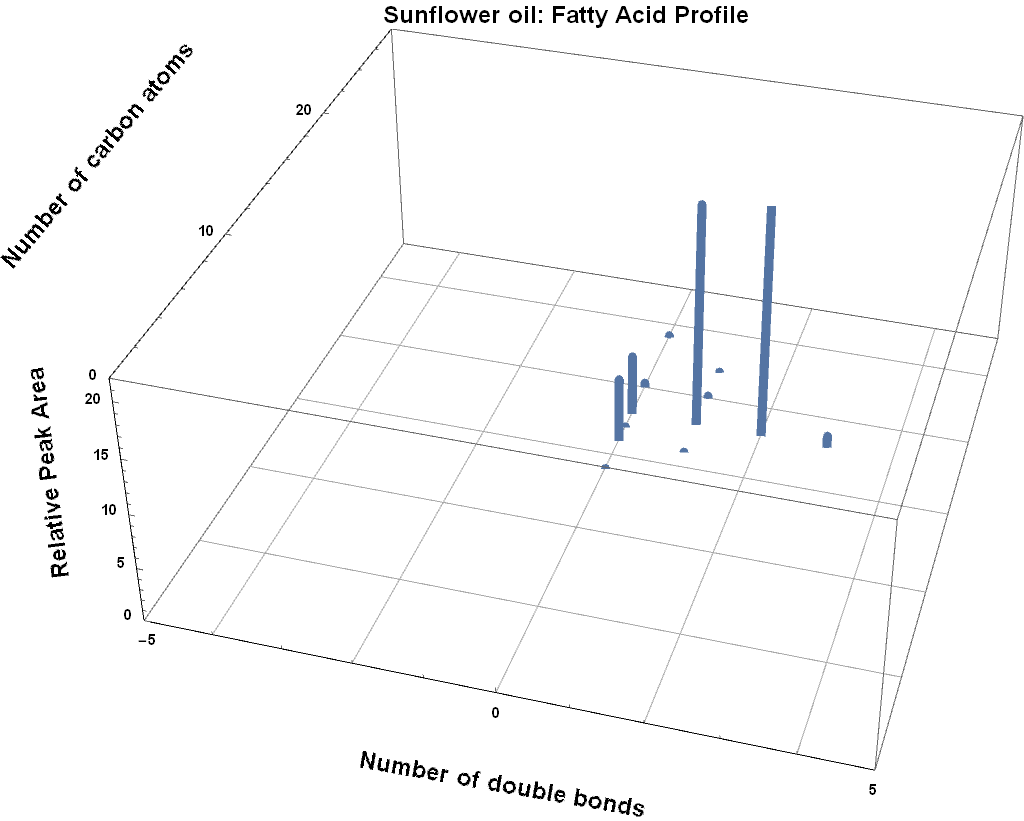 Sunflower oil: Fatty Acid Profile
Number of carbon atoms
20
10
0
Relative Peak Area
20
15
10
5
0
−5
0
5
Number of double bonds